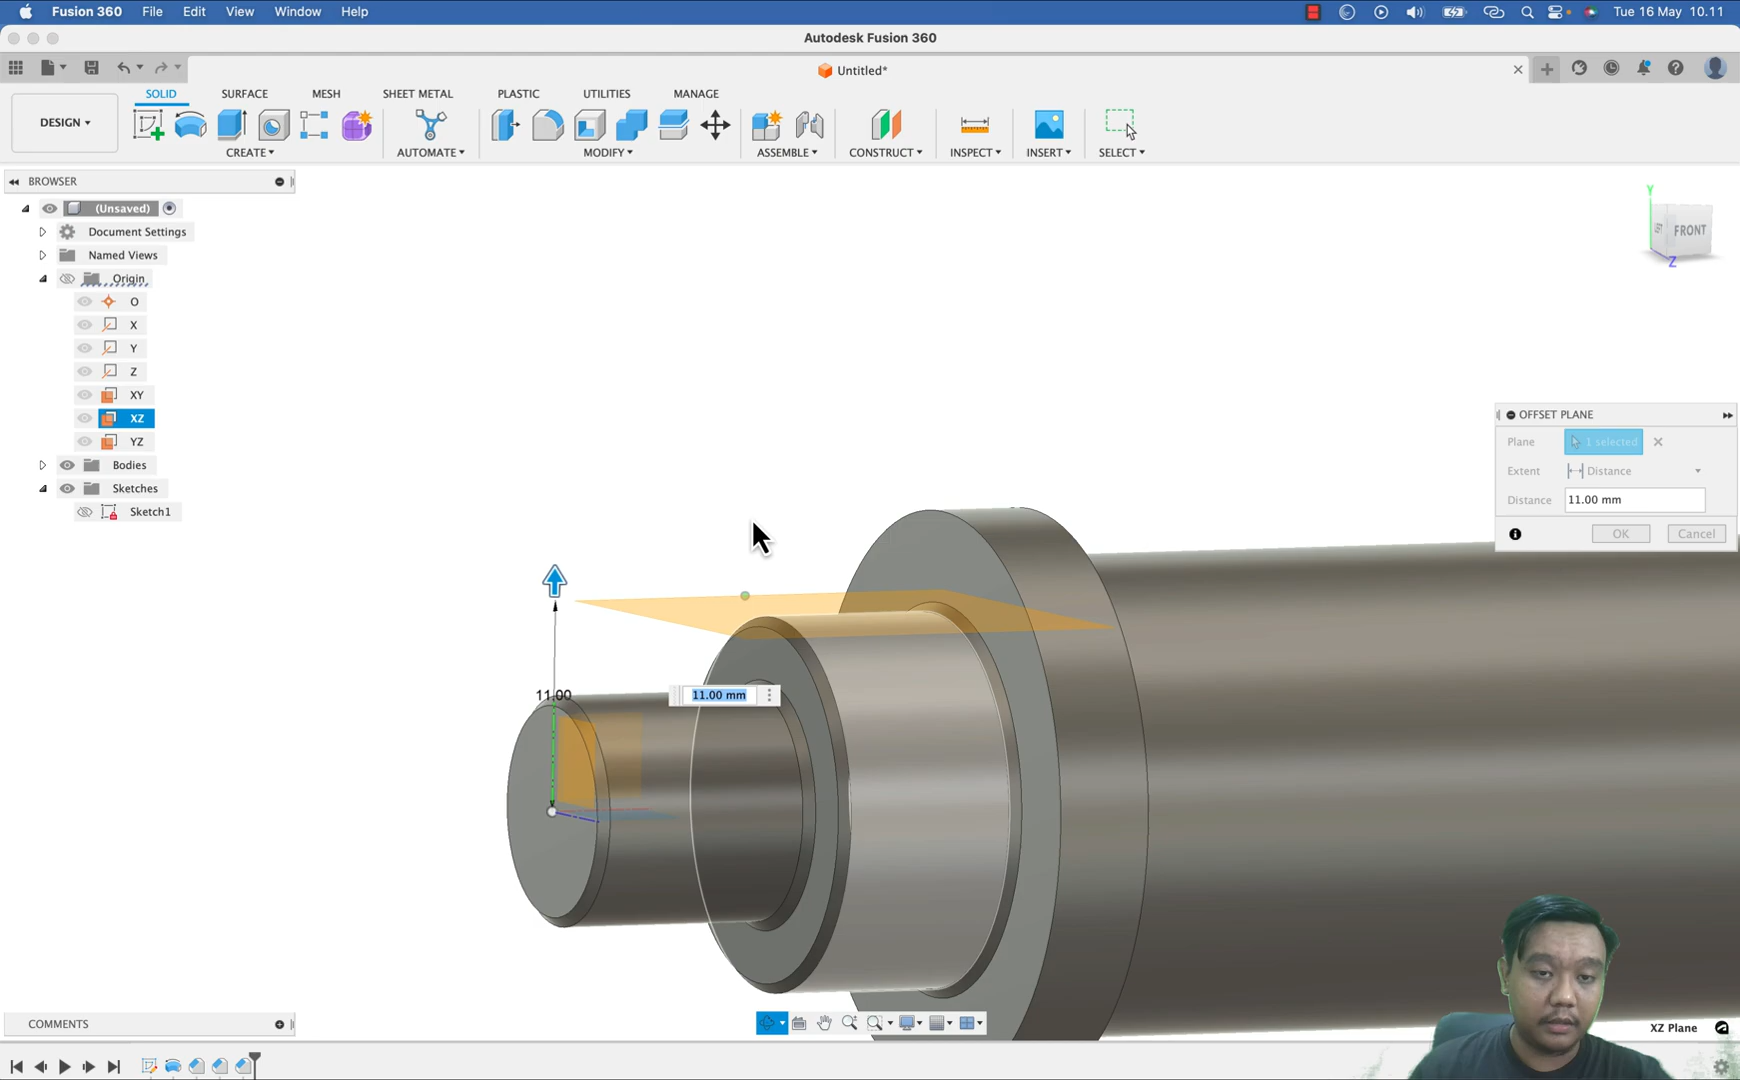 Fusion 360 File Edit View Window Help Tue 16 May 10.11
Autodesk Fusion 360
Untitled*
SOLID SURFACE MESH SHEET METAL PLASTIC UTILITIES MANAGE
DESIGN
CREATE AUTOMATE MODIFY ASSEMBLE CONSTRUCT INSPECT INSERT SELECT
BROWSER
(Unsaved)
Document Settings
Named Views
Origin
O
X
Y
Z
XY
XZ
YZ
Bodies
Sketches
Sketch1
Y
FRONT
Z
OFFSET PLANE
Plane 1 selected
Extent Distance
Distance 11.00 mm
OK Cancel
11.00
11.00 mm
COMMENTS
XZ Plane